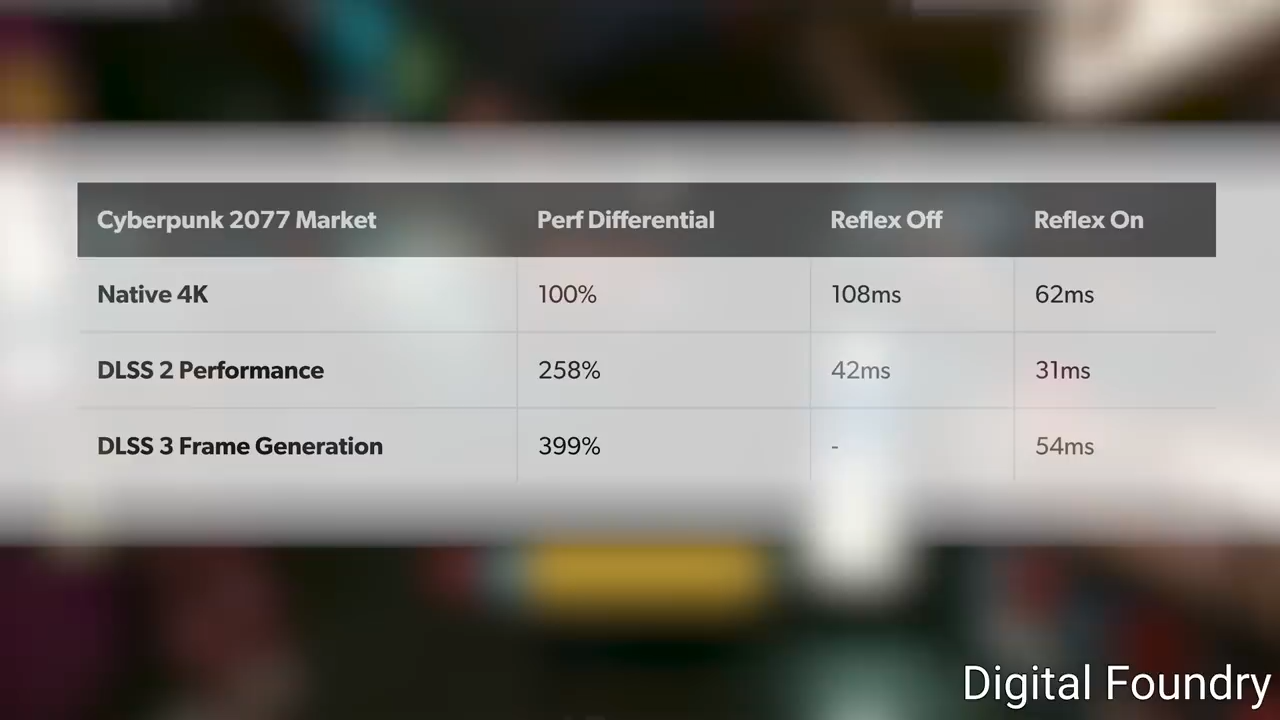 Cyberpunk 2077 Market Perf Differential Reflex Off Reflex On
Native 4K 100% 108ms 62ms
DLSS 2 Performance 258% 42ms 31ms
DLSS 3 Frame Generation 399% - 54ms
Digital Foundry